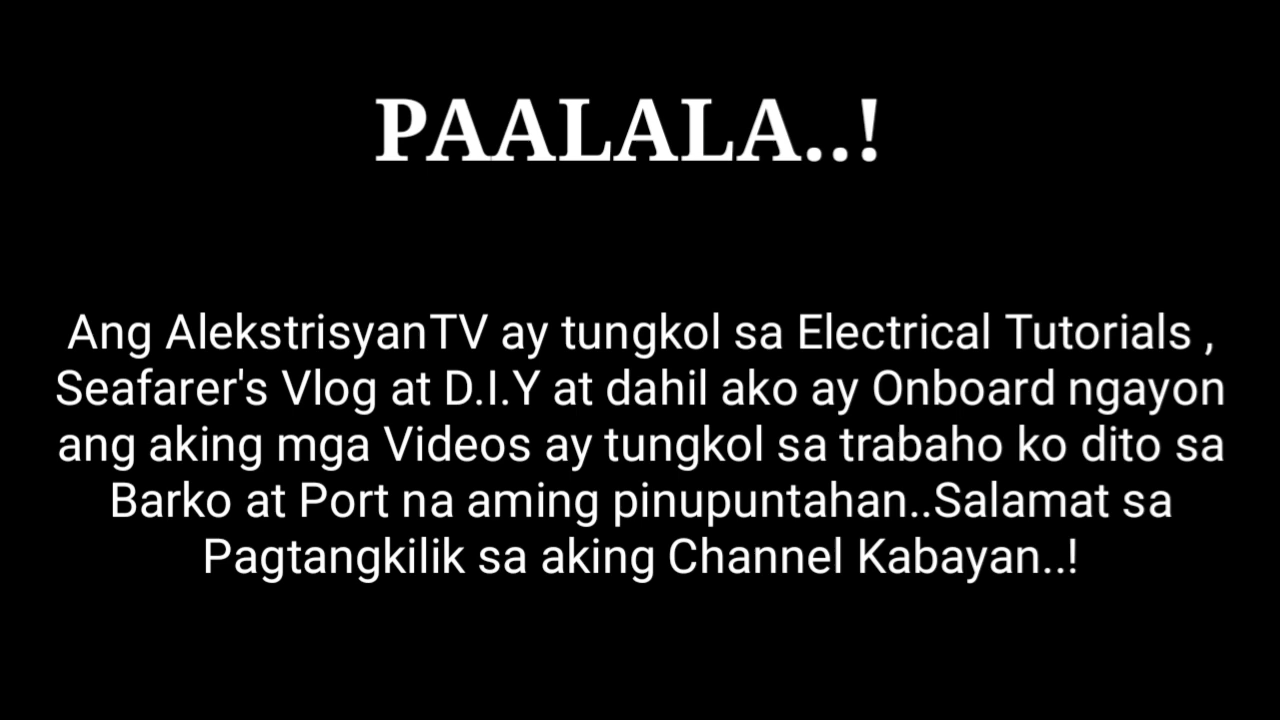 PAALALA..!
Ang AlekstrisyanTV ay tungkol sa Electrical Tutorials ,
Seafarer's Vlog at D.I.Y at dahil ako ay Onboard ngayon
ang aking mga Videos ay tungkol sa trabaho ko dito sa
Barko at Port na aming pinupuntahan..Salamat sa
Pagtangkilik sa aking Channel Kabayan..!